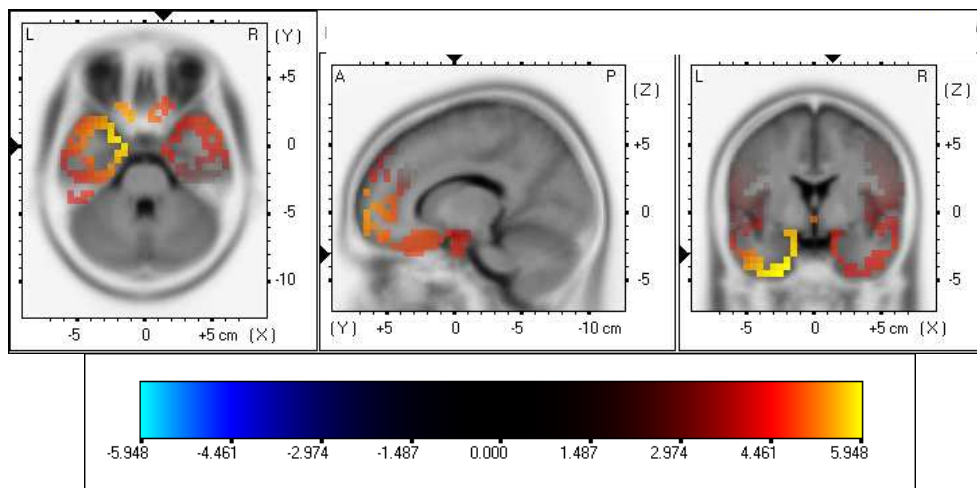 L R (Y)
+5
0
-5
-10
-5 0 +5 cm (X)
A P (Z)
+5
0
-5
(Y) +5 0 -5 -10 cm
L R (Z)
+5
0
-5
-5 0 +5 cm (X)
-5.948 -4.461 -2.974 -1.487 0.000 1.487 2.974 4.461 5.948